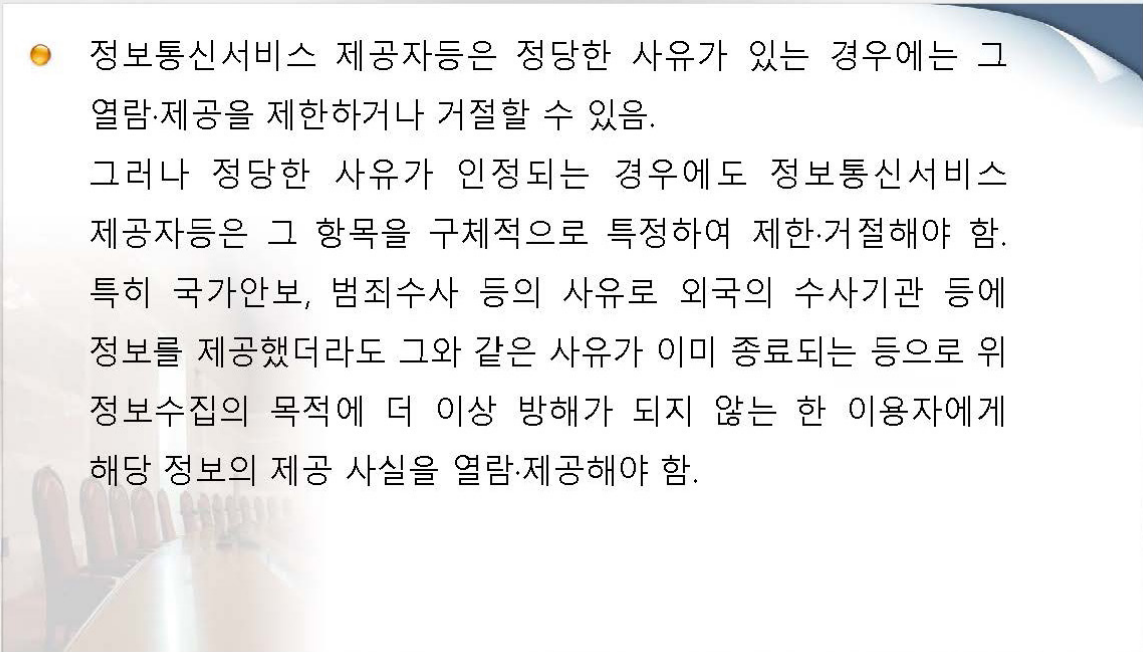 정보통신서비스 제공자등은 정당한 사유가 있는 경우에는 그
열람·제공을 제한하거나 거절할 수 있음.
그러나 정당한 사유가 인정되는 경우에도 정보통신서비스
제공자등은 그 항목을 구체적으로 특정하여 제한·거절해야 함.
특히 국가안보, 범죄수사 등의 사유로 외국의 수사기관 등에
정보를 제공했더라도 그와 같은 사유가 이미 종료되는 등으로 위
정보수집의 목적에 더 이상 방해가 되지 않는 한 이용자에게
해당 정보의 제공 사실을 열람·제공해야 함.